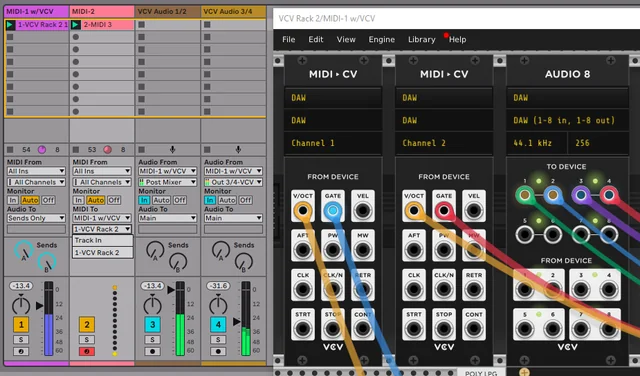 MIDI-1 w/VCV
MIDI-2
VCV Audio 1/2
VCV Audio 3/4
1-VCV Rack 2 1
2-MIDI 3
54
8
53
8
MIDI From
MIDI From
Audio From
Audio From
All Ins
All Ins
MIDI-1 w/VCV
MIDI-1 w/VCV
All Channels
All Channels
Post Mixer
Out 3/4-VCV
Monitor
Monitor
Monitor
Monitor
In Auto Off
In Auto Off
In Auto Off
In Auto Off
Audio To
MIDI To
Audio To
Audio To
Sends Only
MIDI-1 w/VCV
Main
Main
1-VCV Rack 2
Track In
1-VCV Rack 2
Sends
Sends
Sends
A
B
A
B
A
B
-13.4
-13.4
-31.6
0
12
24
36
48
60
0
12
24
36
48
60
0
12
24
36
48
60
1
2
3
4
S
S
S
S
VCV Rack 2/MIDI-1 w/VCV
File Edit View Engine Library Help
MIDI▸CV
DAW
DAW
Channel 1
FROM DEVICE
V/OCT GATE VEL
AFT PW MW
CLK CLK/N RETR
STRT STOP CONT
VCV
MIDI▸CV
DAW
DAW
Channel 2
FROM DEVICE
V/OCT GATE VEL
AFT PW MW
CLK CLK/N RETR
STRT STOP CONT
VCV
AUDIO 8
DAW
DAW (1-8 in, 1-8 out)
44.1 kHz 256
TO DEVICE
1 2 3 4
5 6 7 8
FROM DEVICE
1 2 3 4
5 6 7 8
VCV
POLY LPG